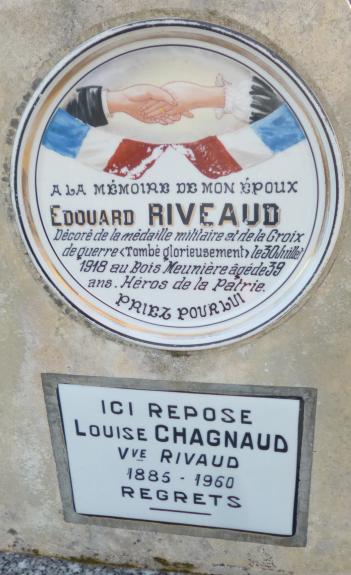 A LA MÉMOIRE DE MON ÉPOUX
EDOUARD RIVEAUD
Décoré de la médaille militaire et de la Croix
de guerre <Tombé glorieusement> le 30 Juillet
1918 au Bois Meunière âgé de 39
ans. Héros de la Patrie.
PRIEZ POUR LUI
ICI REPOSE
LOUISE CHAGNAUD
VVE RIVAUD
1885 - 1960
REGRETS